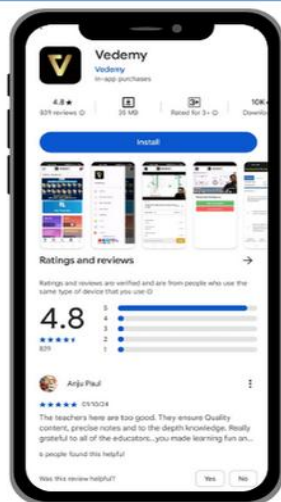 Vedemy
Vedemy
in-app purchases
4.8★
829 reviews
35 MB
Rated for 3+
10K+
Downlo
Install
Ratings and reviews
Ratings and reviews are verified and are from people who use the
same type of device that you use
4.8
829
5
4
3
2
1
Anju Paul
01/10/24
The teachers here are too good. They ensure Quality
content, precise notes and to the depth knowledge. Really
grateful to all of the educators...you made learning fun an...
6 people found this helpful
Was this review helpful?
Yes
No